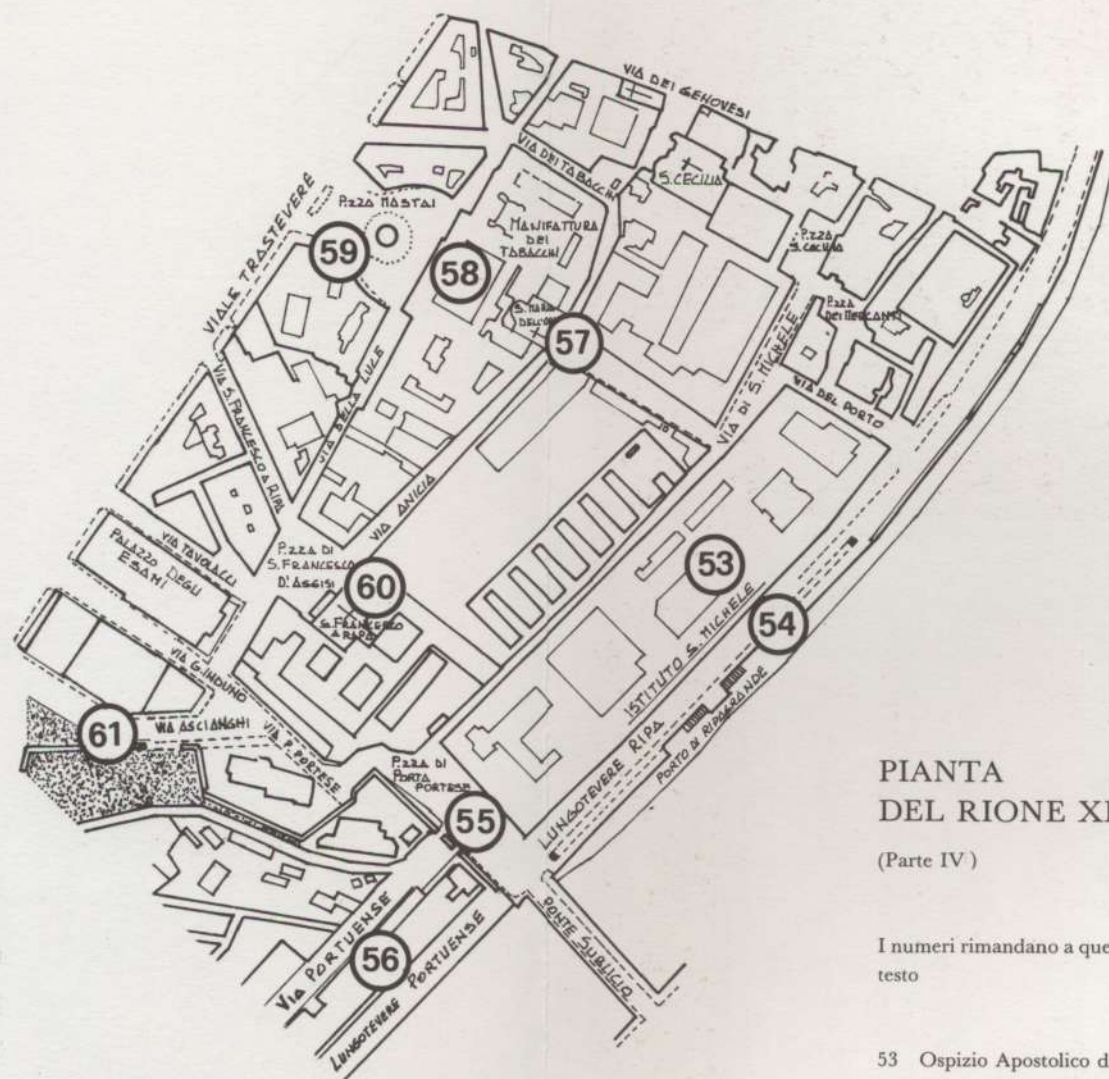 VIA DEI GENOVESI
VIA DEI TABACCHI
S. CECILIA
P.ZZA MASTAI
VIALE TRASTEVERE
59
58
MANIFATTURA
DEI
TABACCHI
P.ZZA
S. CECILIA
P.ZZA
DEI MERCANTI
S. MARIA
57
VIA DELLA LUCE
VIA S. FRANCESCO A RIPA
VIA DI S. MICHELE
VIA DEL PORTO
VIA ANICIA
VIA TAVOLACCI
PALAZZO DEGLI
ESAMI
P.ZZA DI
S. FRANCESCO
D'ASSISI
60
S. FRANCESCO
A RIPA
53
ISTITUTO S. MICHELE
54
LUNGOTEVERE RIPA
PORTO DI RIPAGRANDE
VIA G. INDUNO
61
VIA ASCIANGHI
VIA P. PORTESE
P.ZZA DI
PORTA
PORTESE
55
VIA PORTUENSE
56
LUNGOTEVERE PORTUENSE
PONTE SUBLICIO
PIANTA
DEL RIONE
(Parte IV)
I numeri rimandano a
testo
53 Ospizio Apostolico